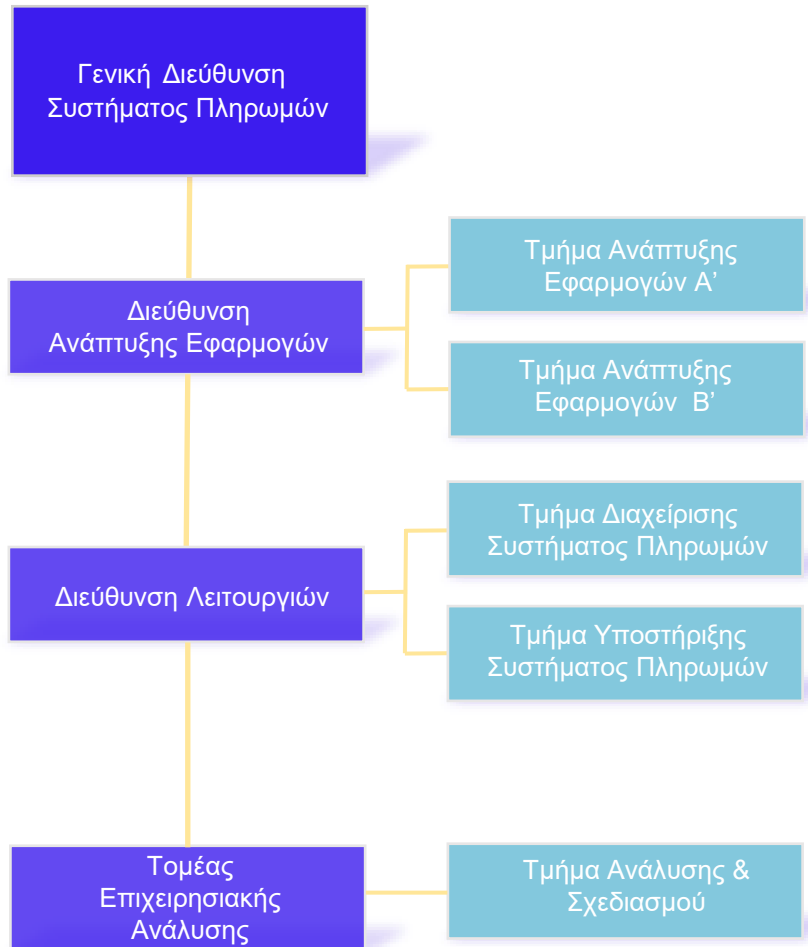 Γενική Διεύθυνση
Συστήματος Πληρωμών
Διεύθυνση
Ανάπτυξης Εφαρμογών
Τμήμα Ανάπτυξης
Εφαρμογών Α’
Τμήμα Ανάπτυξης
Εφαρμογών Β’
Διεύθυνση Λειτουργιών
Τμήμα Διαχείρισης
Συστήματος Πληρωμών
Τμήμα Υποστήριξης
Συστήματος Πληρωμών
Τομέας
Επιχειρησιακής
Ανάλυσης
Τμήμα Ανάλυσης &
Σχεδιασμού